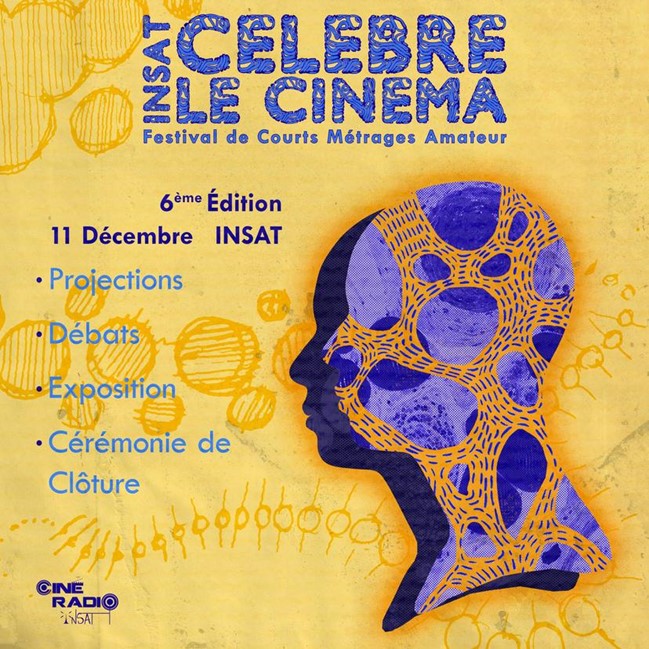 INSAT
CELEBRE
LE CINEMA
Festival de Courts Métrages Amateur
6ème Édition
11 Décembre INSAT
• Projections
• Débats
• Exposition
• Cérémonie de
Clôture
CINE
RADIO
INSAT